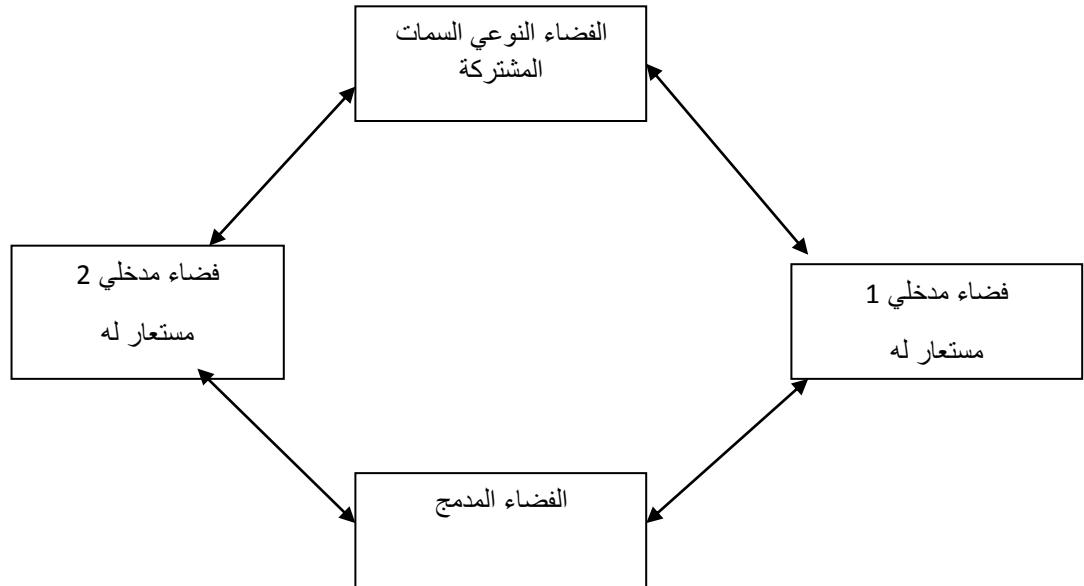 الفضاء النوعي السمات
المشتركة
فضاء مدخلي 1
مستعار له
فضاء مدخلي 2
مستعار له
الفضاء المدمج